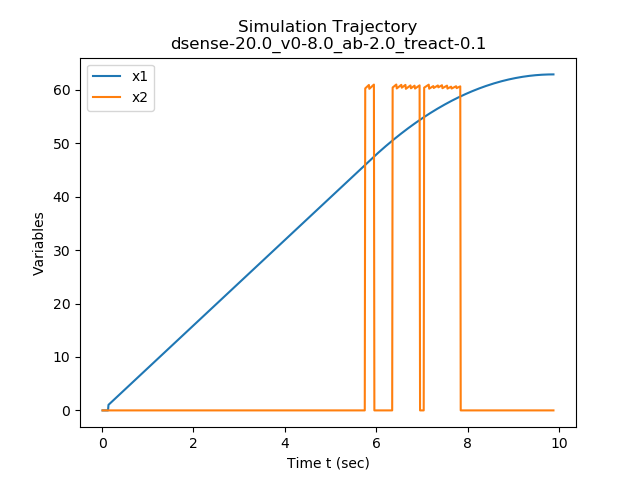 Simulation Trajectory
dsense-20.0_v0-8.0_ab-2.0_treact-0.1
x1
x2
60
50
40
30
20
10
0
Variables
0 2 4 6 8 10
Time t (sec)